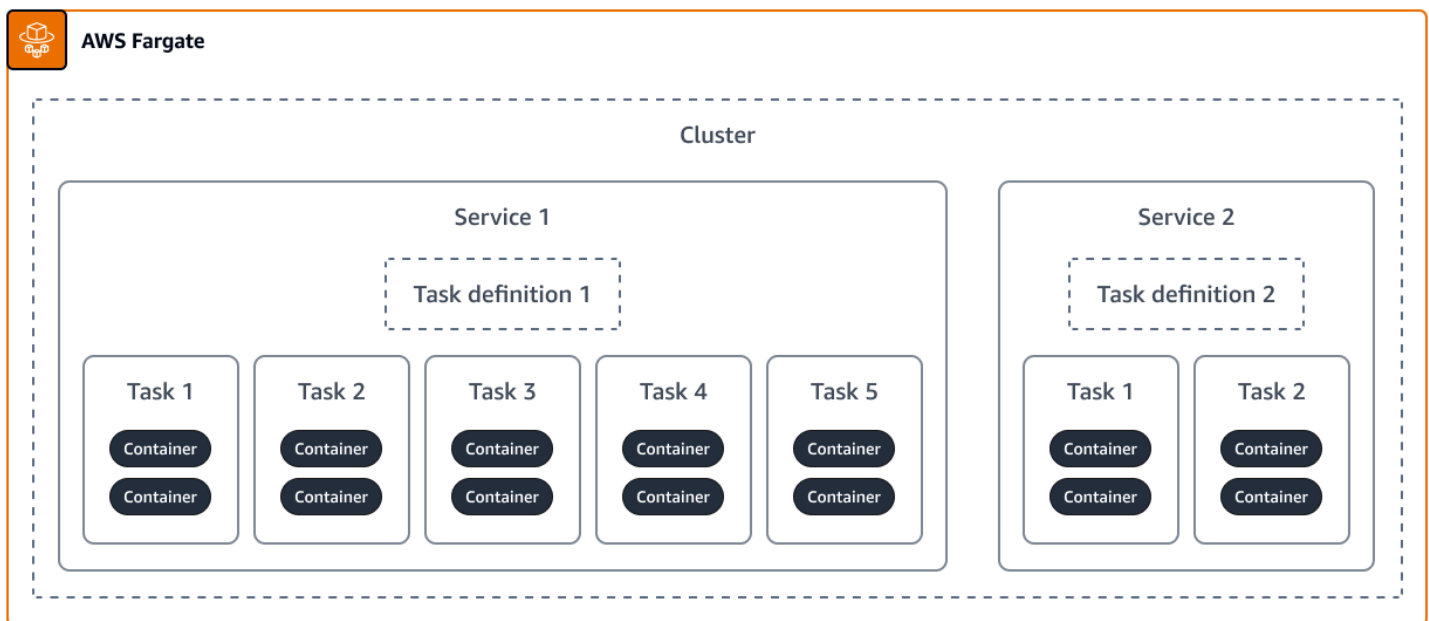 AWS Fargate
Cluster
Service 1
Task definition 1
Task 1
Container
Container
Task 2
Container
Container
Task 3
Container
Container
Task 4
Container
Container
Task 5
Container
Container
Service 2
Task definition 2
Task 1
Container
Container
Task 2
Container
Container